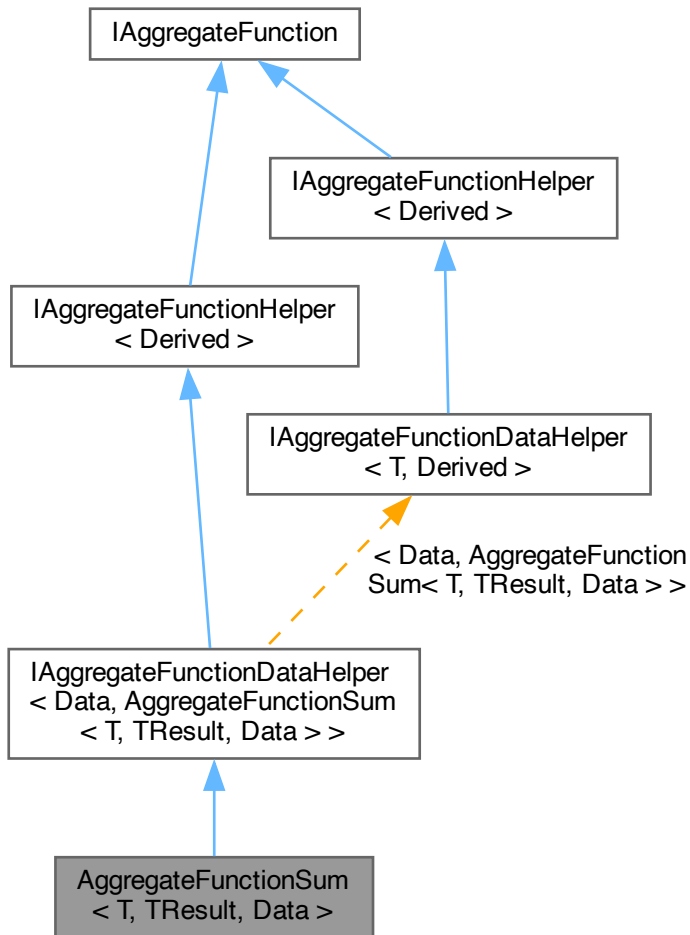 IAggregateFunction
IAggregateFunctionHelper
< Derived >
IAggregateFunctionHelper
< Derived >
IAggregateFunctionDataHelper
< T, Derived >
< Data, AggregateFunction
Sum< T, TResult, Data > >
IAggregateFunctionDataHelper
< Data, AggregateFunctionSum
< T, TResult, Data > >
AggregateFunctionSum
< T, TResult, Data >